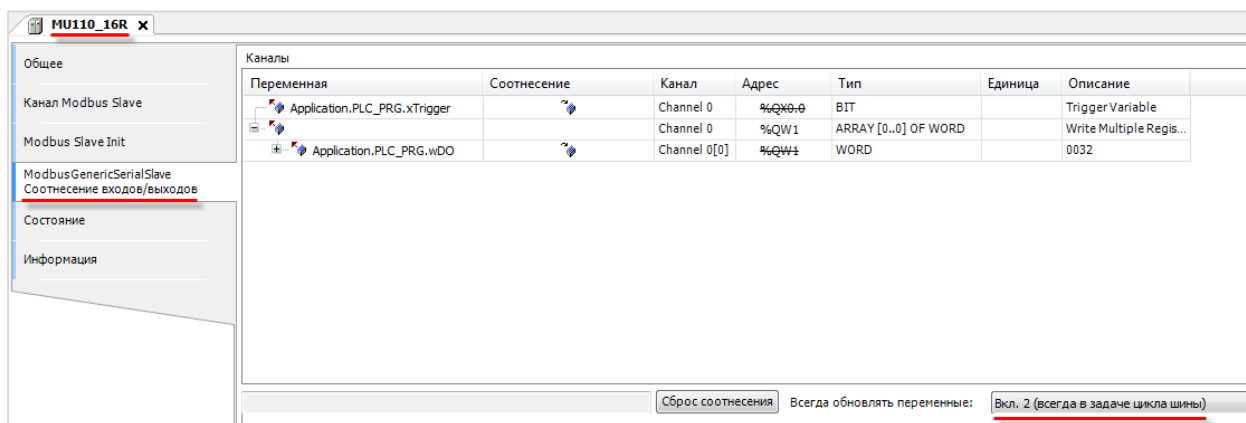 MU110_16R X
Общее
Канал Modbus Slave
Modbus Slave Init
ModbusGenericSerialSlave
Соотнесение входов/выходов
Состояние
Информация
Каналы
Переменная Соотнесение Канал Адрес Тип Единица Описание
Application.PLC_PRG.xTrigger Channel 0 %QX0.0 BIT Trigger Variable
Channel 0 %QW1 ARRAY [0..0] OF WORD Write Multiple Regis...
Application.PLC_PRG.wDO Channel 0[0] %QW1 WORD 0032
Сброс соотнесения Всегда обновлять переменные: Вкл. 2 (всегда в задаче цикла шины)